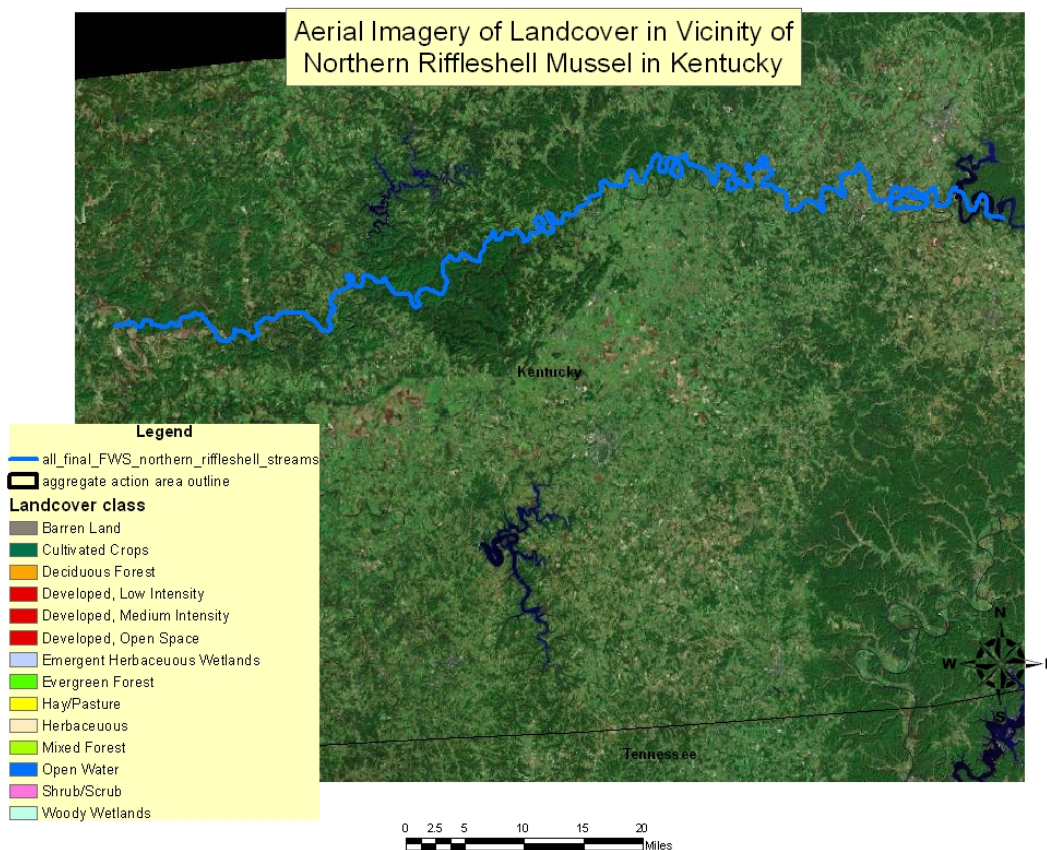 Aerial Imagery of Landcover in Vicinity of
Northern Riffleshell Mussel in Kentucky
Kentucky
Legend
all_final_FWS_northern_riffleshell_streams
aggregate action area outline
Landcover class
Barren Land
Cultivated Crops
Deciduous Forest
Developed, Low Intensity
Developed, Medium Intensity
Developed, Open Space
Emergent Herbaceuous Wetlands
Evergreen Forest
Hay/Pasture
Herbaceous
Mixed Forest
Open Water
Shrub/Scrub
Woody Wetlands
N
W
S
Tennessee
0 2.5 5 10 15 20
Miles